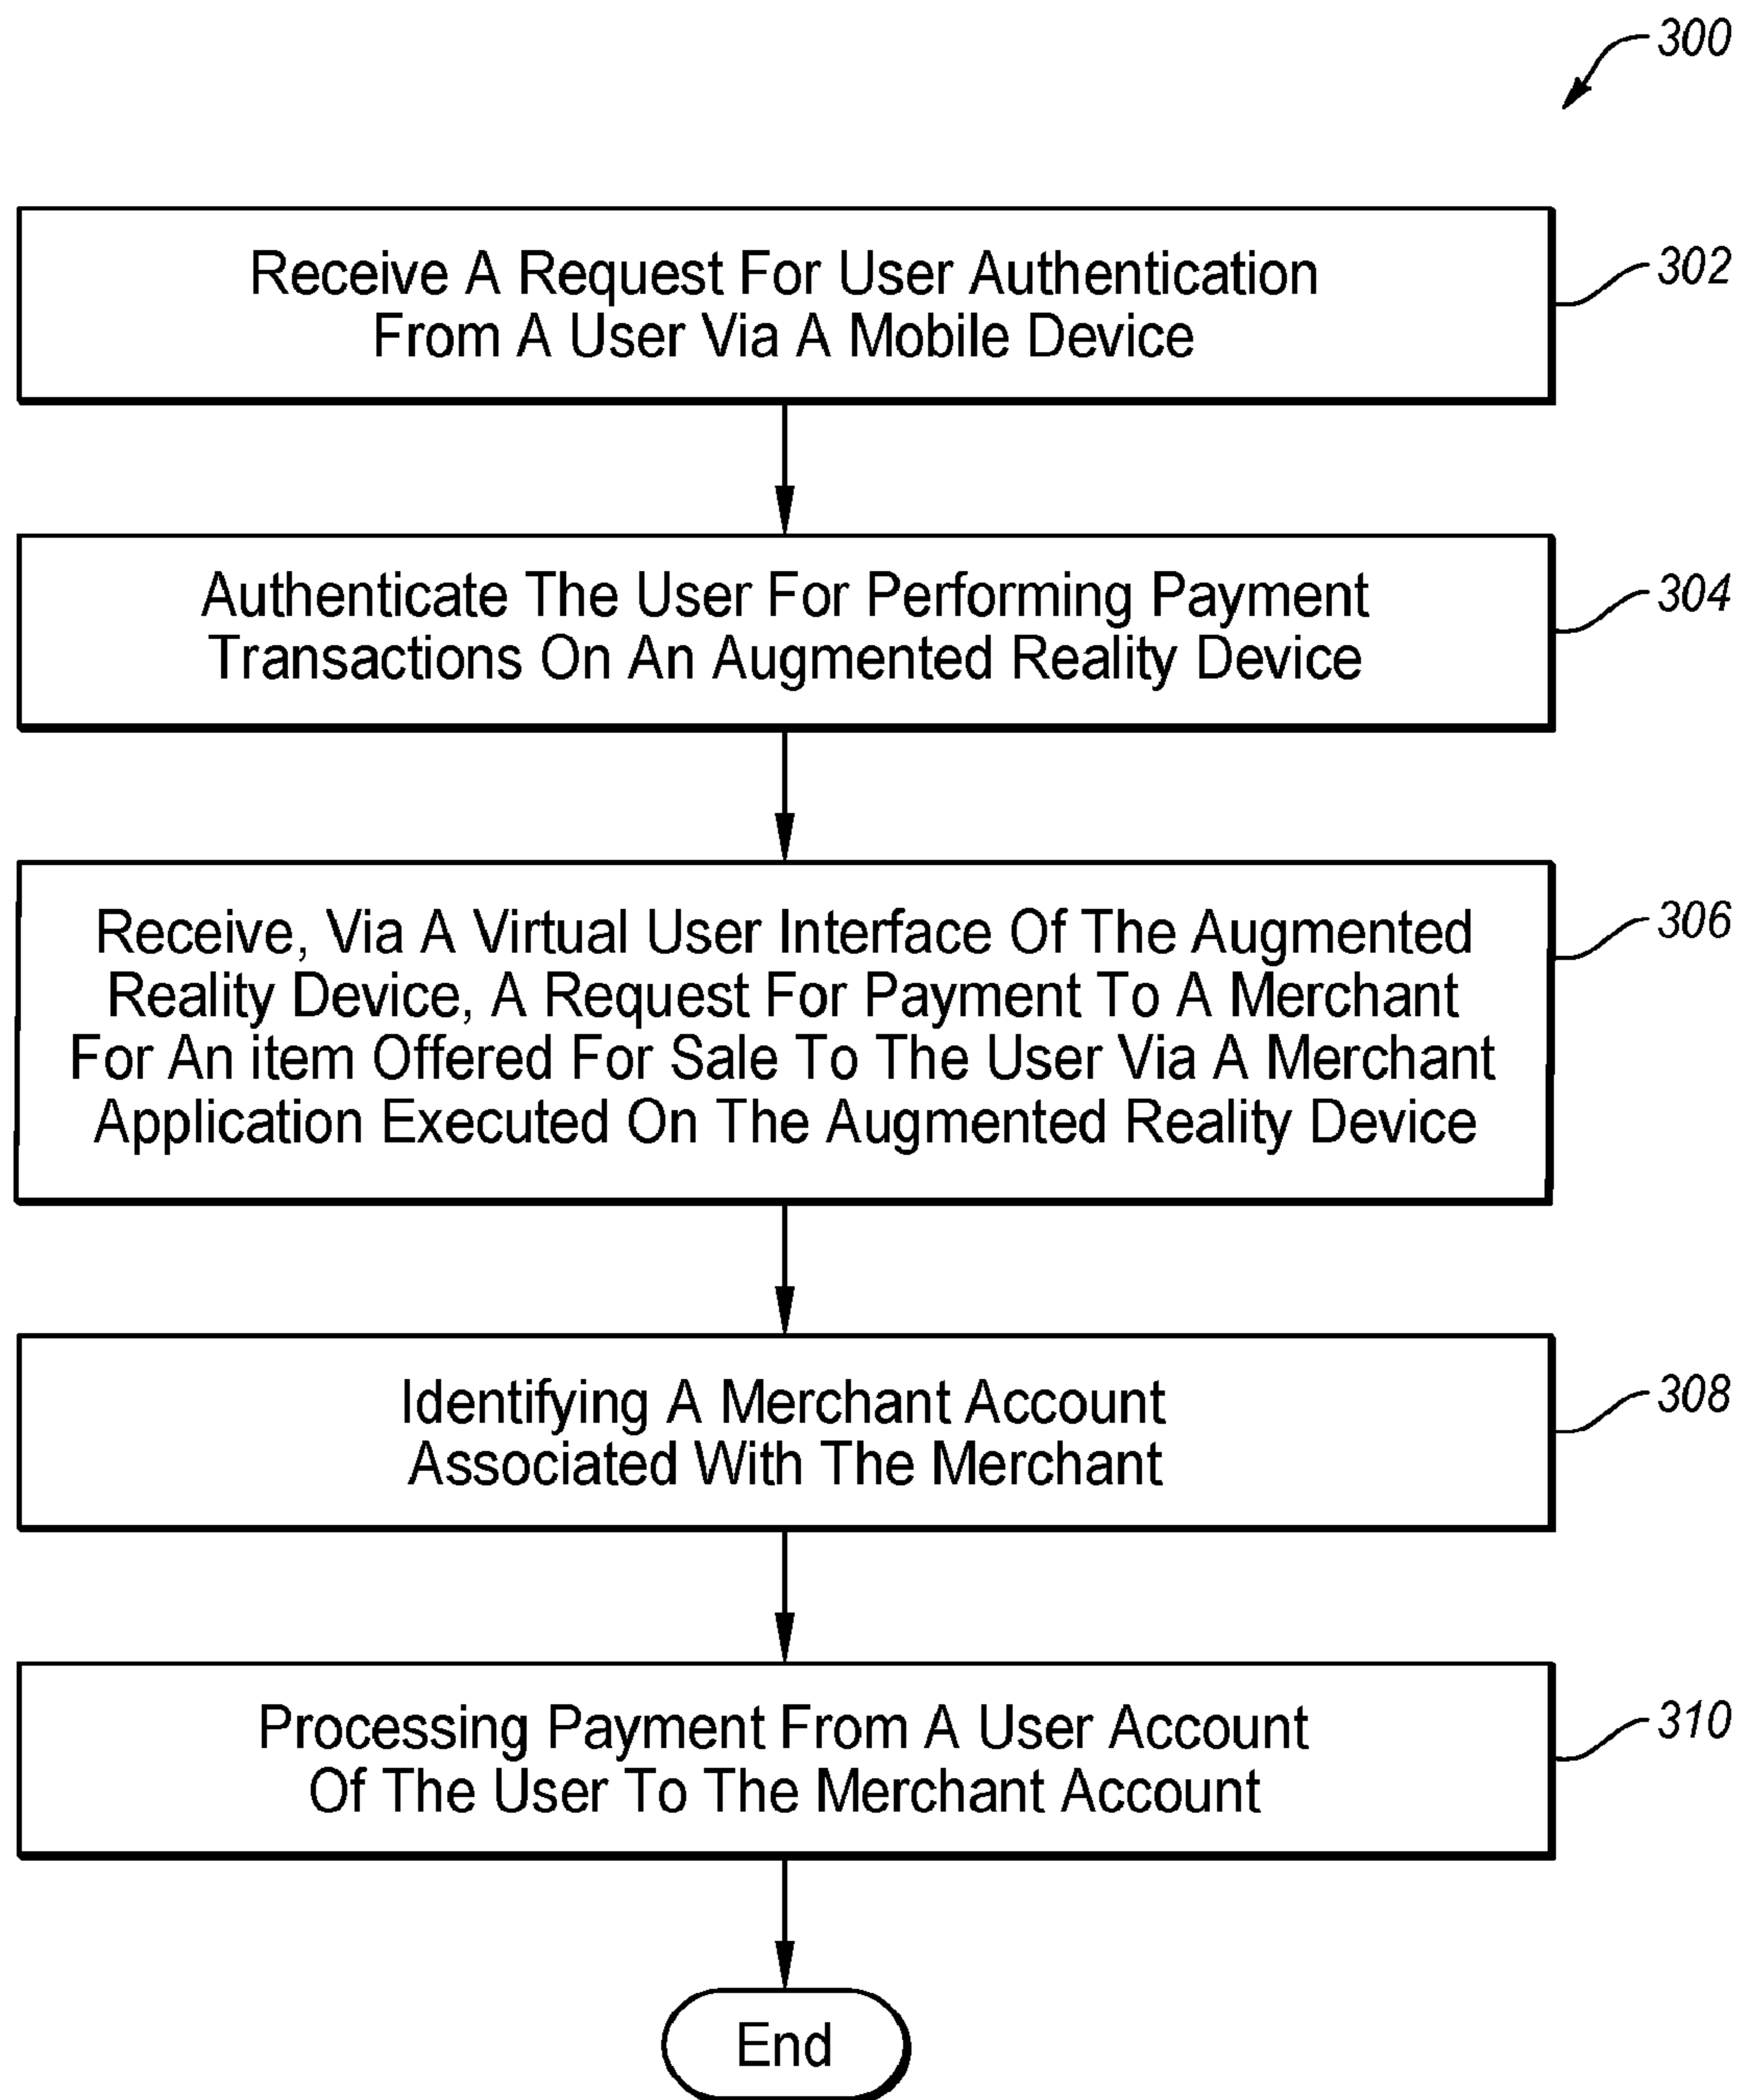 300
Receive A Request For User Authentication
From A User Via A Mobile Device
302
Authenticate The User For Performing Payment
Transactions On An Augmented Reality Device
304
Receive, Via A Virtual User Interface Of The Augmented
Reality Device, A Request For Payment To A Merchant
For An item Offered For Sale To The User Via A Merchant
Application Executed On The Augmented Reality Device
306
Identifying A Merchant Account
Associated With The Merchant
308
Processing Payment From A User Account
Of The User To The Merchant Account
310
End